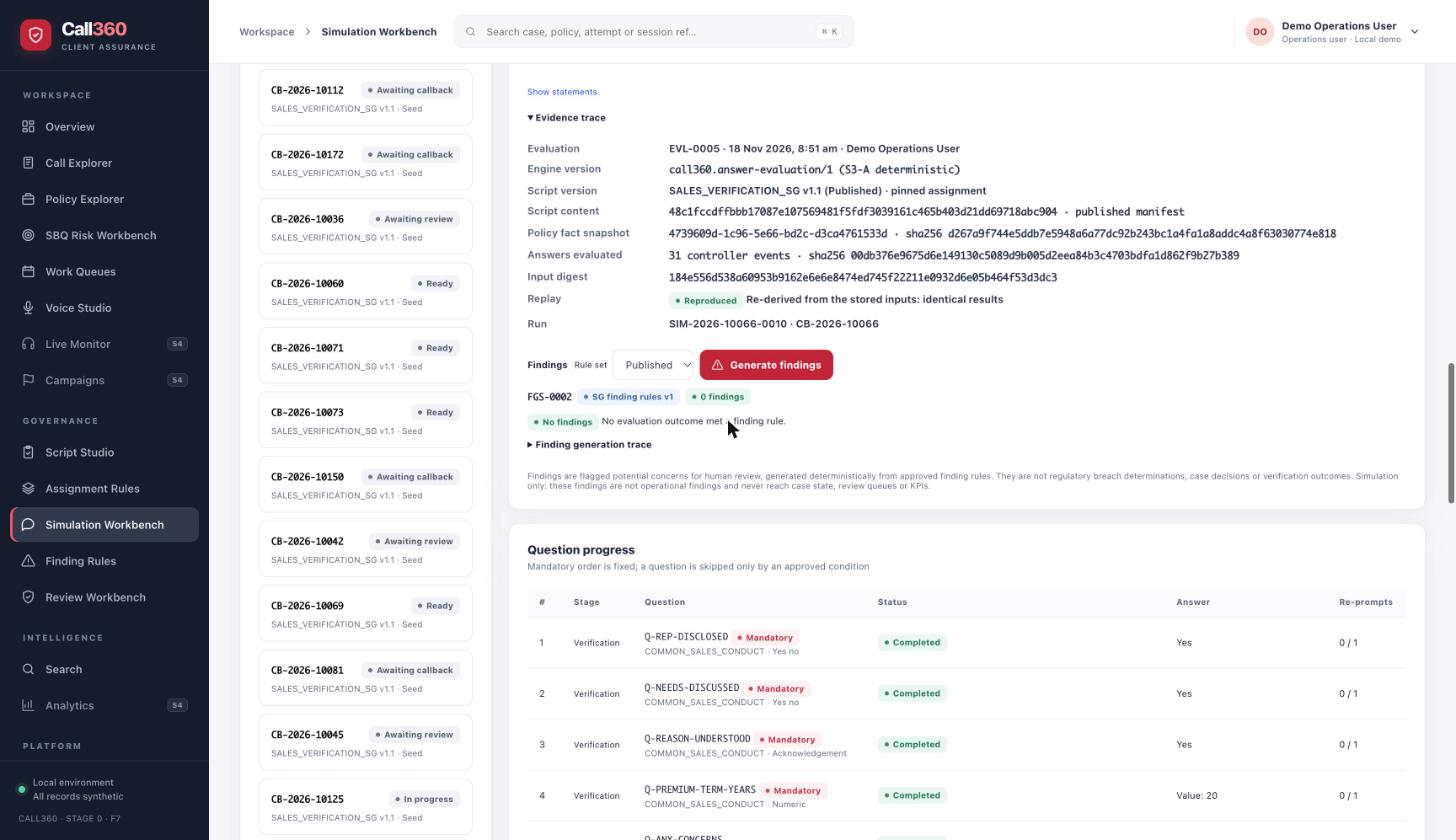 Call360
CLIENT ASSURANCE
WORKSPACE
Overview
Call Explorer
Policy Explorer
SBQ Risk Workbench
Work Queues
Voice Studio
Live Monitor S4
Campaigns S4
GOVERNANCE
Script Studio
Assignment Rules
Simulation Workbench
Finding Rules
Review Workbench
INTELLIGENCE
Search
Analytics S4
PLATFORM
Local environment
All records synthetic
CALL360 · STAGE 0 · F7
Workspace > Simulation Workbench
Search case, policy, attempt or session ref... ⌘ K
DO
Demo Operations User
Operations user · Local demo
CB-2026-10112 Awaiting callback
SALES_VERIFICATION_SG v1.1 · Seed
CB-2026-10172 Awaiting callback
SALES_VERIFICATION_SG v1.1 · Seed
CB-2026-10036 Awaiting review
SALES_VERIFICATION_SG v1.1 · Seed
CB-2026-10060 Ready
SALES_VERIFICATION_SG v1.1 · Seed
CB-2026-10071 Ready
SALES_VERIFICATION_SG v1.1 · Seed
CB-2026-10073 Ready
SALES_VERIFICATION_SG v1.1 · Seed
CB-2026-10150 Awaiting callback
SALES_VERIFICATION_SG v1.1 · Seed
CB-2026-10042 Awaiting review
SALES_VERIFICATION_SG v1.1 · Seed
CB-2026-10069 Ready
SALES_VERIFICATION_SG v1.1 · Seed
CB-2026-10081 Awaiting callback
SALES_VERIFICATION_SG v1.1 · Seed
CB-2026-10045 Awaiting review
SALES_VERIFICATION_SG v1.1 · Seed
CB-2026-10125 In progress
SALES_VERIFICATION_SG v1.1 · Seed
Show statements
Evidence trace
Evaluation EVL-0005 · 18 Nov 2026, 8:51 am · Demo Operations User
Engine version call360.answer-evaluation/1 (S3-A deterministic)
Script version SALES_VERIFICATION_SG v1.1 (Published) · pinned assignment
Script content 48c1fccdffbbb17087e107569481f5fdf3039161c465b403d21dd69718abc904 · published manifest
Policy fact snapshot 4739609d-1c96-5e66-bd2c-d3ca4761533d · sha256 d267a9f744e5ddb7e5948a6a77dc92b243bc1a4fa1a8addc4a8f63030774e818
Answers evaluated 31 controller events · sha256 00db376e9675d6e149130c5089d9b005d2eea84b3c4703bdfa1d862f9b27b389
Input digest 184e556d538a60953b9162e6e6e8474ed745f22211e0932d6e05b464f53d3dc3
Replay Reproduced Re-derived from the stored inputs: identical results
Run SIM-2026-10066-0010 · CB-2026-10066
Findings Rule set Published Generate findings
FGS-0002 SG finding rules v1 0 findings
No findings No evaluation outcome met a finding rule.
Finding generation trace
Findings are flagged potential concerns for human review, generated deterministically from approved finding rules. They are not regulatory breach determinations, case decisions or verification outcomes. Simulation
only; these findings are not operational findings and never reach case state, review queues or KPIs.
Question progress
Mandatory order is fixed; a question is skipped only by an approved condition
# Stage Question Status Answer Re-prompts
1 Verification Q-REP-DISCLOSED Mandatory Completed Yes 0 / 1
COMMON_SALES_CONDUCT · Yes no
2 Verification Q-NEEDS-DISCUSSED Mandatory Completed Yes 0 / 1
COMMON_SALES_CONDUCT · Yes no
3 Verification Q-REASON-UNDERSTOOD Mandatory Completed Yes 0 / 1
COMMON_SALES_CONDUCT · Acknowledgement
4 Verification Q-PREMIUM-TERM-YEARS Mandatory Completed Value: 20 0 / 1
COMMON_SALES_CONDUCT · Numeric